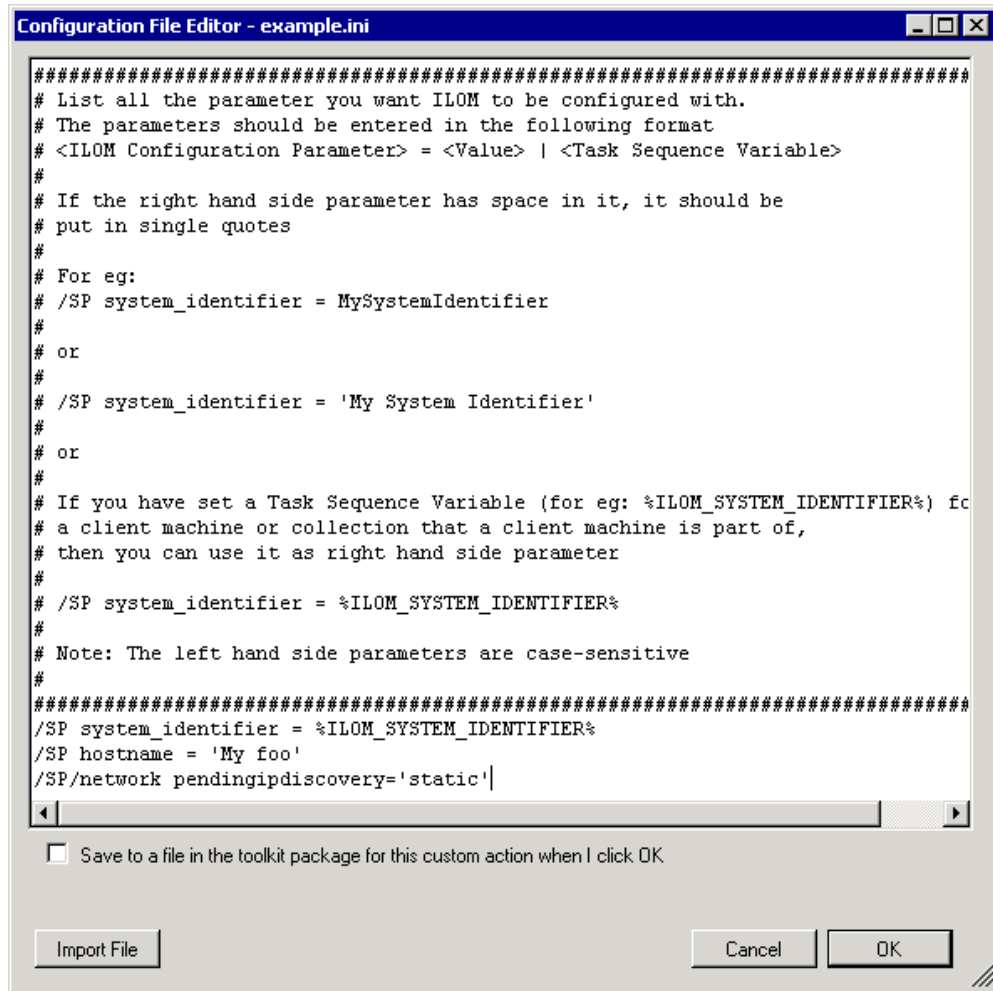 Configuration File Editor - example.ini
################################################################################
# List all the parameter you want ILOM to be configured with.
# The parameters should be entered in the following format
# <ILOM Configuration Parameter> = <Value> | <Task Sequence Variable>
#
# If the right hand side parameter has space in it, it should be
# put in single quotes
#
# For eg:
# /SP system_identifier = MySystemIdentifier
#
# or
#
# /SP system_identifier = 'My System Identifier'
#
# or
#
# If you have set a Task Sequence Variable (for eg: %ILOM_SYSTEM_IDENTIFIER%) fo
# a client machine or collection that a client machine is part of,
# then you can use it as right hand side parameter
#
# /SP system_identifier = %ILOM_SYSTEM_IDENTIFIER%
#
# Note: The left hand side parameters are case-sensitive
#
################################################################################
/SP system_identifier = %ILOM_SYSTEM_IDENTIFIER%
/SP hostname = 'My foo'
/SP/network pendingipdiscovery='static'
Save to a file in the toolkit package for this custom action when I click OK
Import File
Cancel
OK